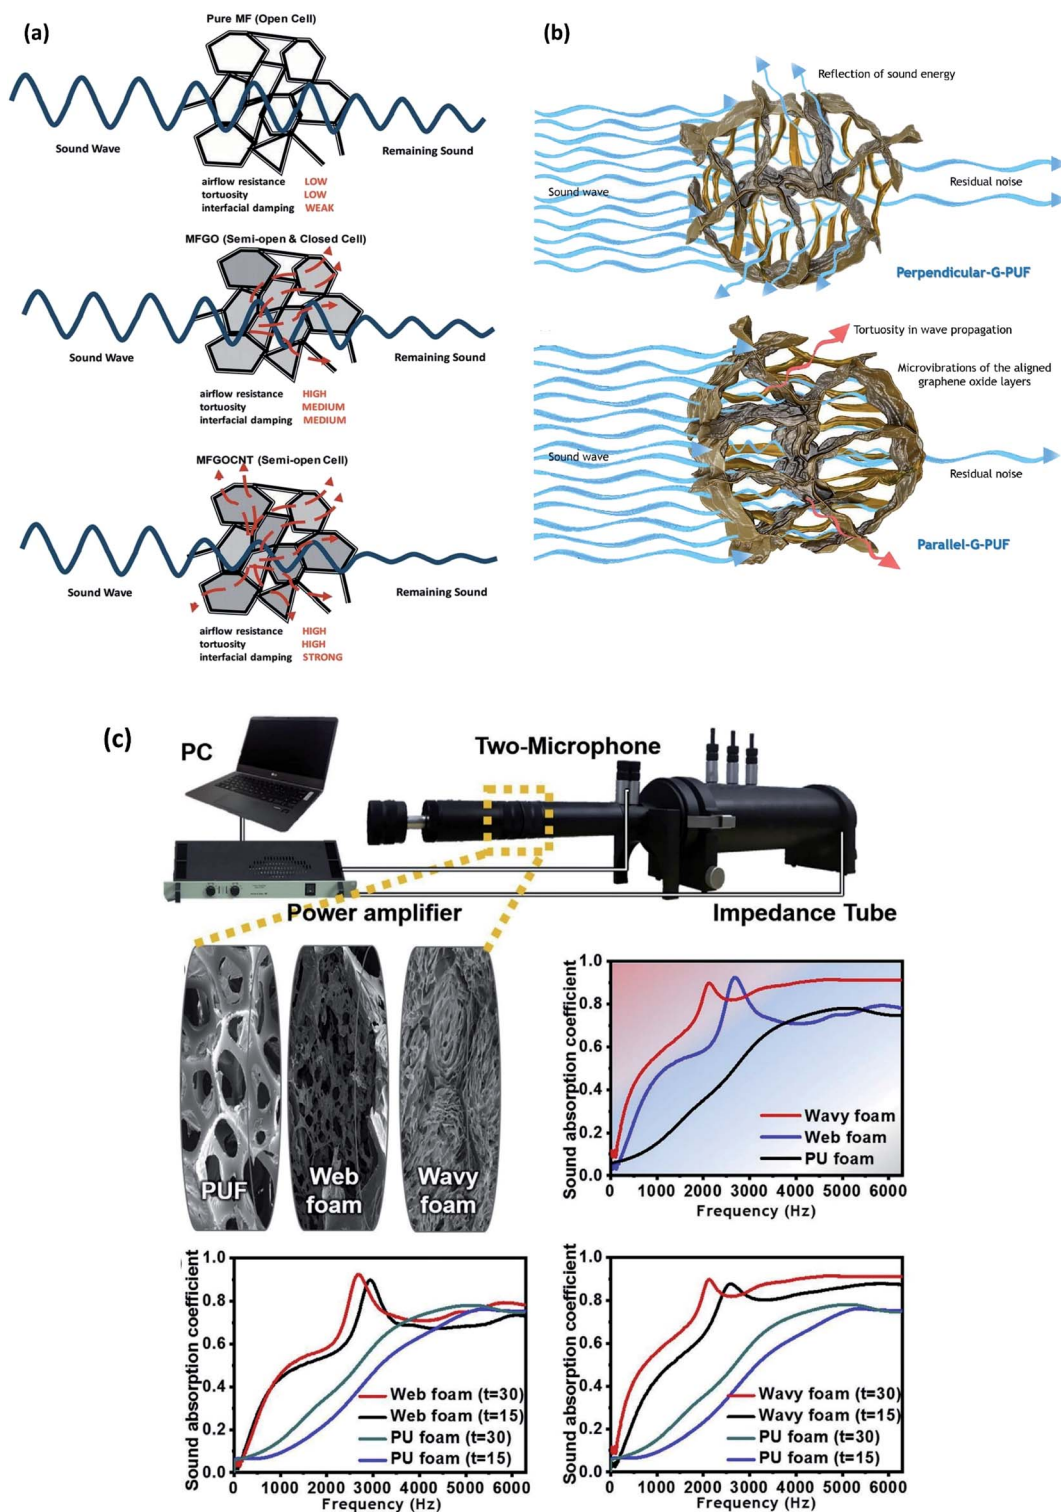 (a)
Pure MF (Open Cell)
Sound Wave
Remaining Sound
airflow resistance LOW
tortuosity LOW
interfacial damping WEAK
MFGO (Semi-open & Closed Cell)
Sound Wave
Remaining Sound
airflow resistance HIGH
tortuosity MEDIUM
interfacial damping MEDIUM
MFGOCNT (Semi-open Cell)
Sound Wave
Remaining Sound
airflow resistance HIGH
tortuosity HIGH
interfacial damping STRONG
(b)
Reflection of sound energy
Sound wave
Residual noise
Perpendicular-G-PUF
Tortuosity in wave propagation
Microvibrations of the aligned
graphene oxide layers
Sound wave
Residual noise
Parallel-G-PUF
(c)
PC
Two-Microphone
Power amplifier
Impedance Tube
PUF
Web
foam
Wavy
foam
Sound absorption coefficient
1.0
0.8
0.6
0.4
0.2
0.0
Wavy foam
Web foam
PU foam
0 1000 2000 3000 4000 5000 6000
Frequency (Hz)
Sound absorption coefficient
1.0
0.8
0.6
0.4
0.2
0.0
Web foam (t=30)
Web foam (t=15)
PU foam (t=30)
PU foam (t=15)
0 1000 2000 3000 4000 5000 6000
Frequency (Hz)
Sound absorption coefficient
1.0
0.8
0.6
0.4
0.2
0.0
Wavy foam (t=30)
Wavy foam (t=15)
PU foam (t=30)
PU foam (t=15)
0 1000 2000 3000 4000 5000 6000
Frequency (Hz)